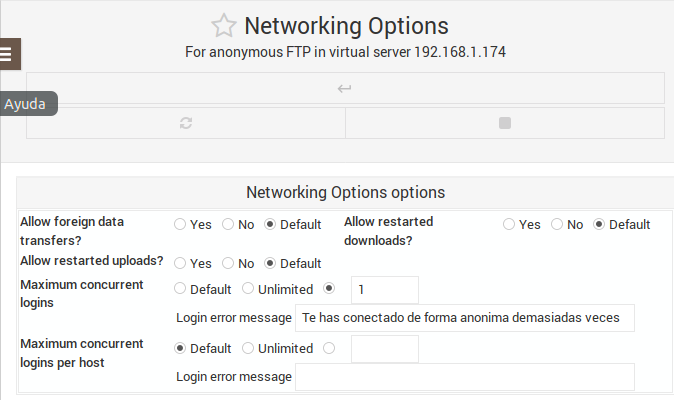 Networking Options
For anonymous FTP in virtual server 192.168.1.174
Ayuda
Networking Options options
Allow foreign data transfers? Yes No Default Allow restarted downloads? Yes No Default
Allow restarted uploads? Yes No Default
Maximum concurrent logins Default Unlimited 1
Login error message Te has conectado de forma anonima demasiadas veces
Maximum concurrent logins per host Default Unlimited
Login error message